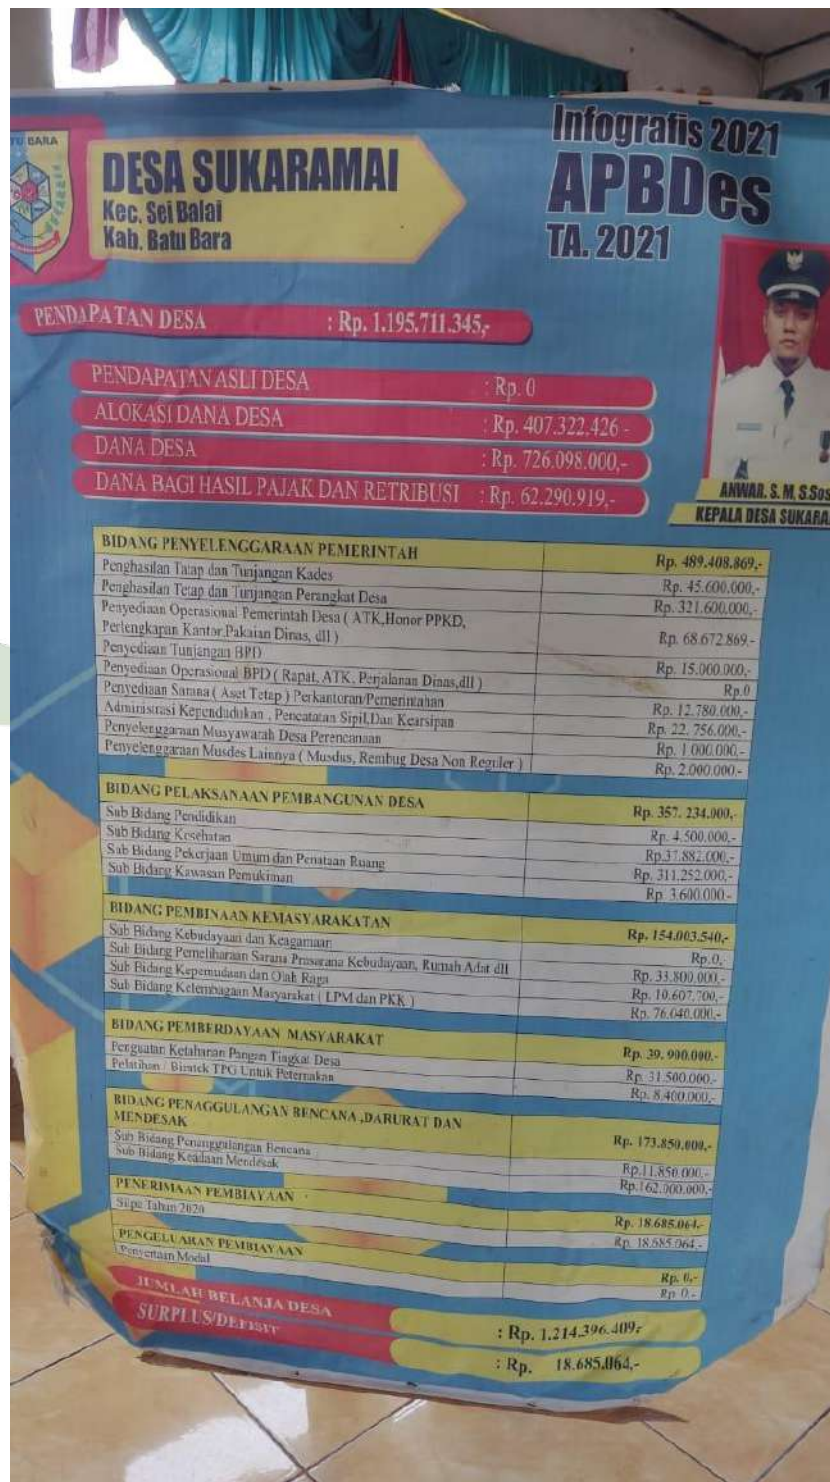 TU BARA
DESA SUKARAMAI
Kec. Sei Balai
Kab. Batu Bara
Infografis 2021
APBDes
TA. 2021
PENDAPATAN DESA : Rp. 1.195.711.345,-
PENDAPATAN ASLI DESA : Rp. 0
ALOKASI DANA DESA : Rp. 407.322.426 -
DANA DESA : Rp. 726.098.000,-
DANA BAGI HASIL PAJAK DAN RETRIBUSI : Rp. 62.290.919,-
ANWAR. S. M, S.Sos
KEPALA DESA SUKARA
BIDANG PENYELENGGARAAN PEMERINTAH Rp. 489.408.869,-
Penghasilan Tatap dan Tunjangan Kades Rp. 45.600.000,-
Penghasilan Tetap dan Tunjangan Perangkat Desa Rp. 321.600.000,-
Penyediaan Operasional Pemerintah Desa ( ATK,Honor PPKD,
Perlengkapan Kantor,Pakaian Dinas, dll ) Rp. 68.672.869,-
Penyediaan Tunjangan BPD Rp. 15.000.000,-
Penyediaan Operasional BPD ( Rapat, ATK, Perjalanan Dinas,dll ) Rp.0
Penyediaan Sarana ( Aset Tetap ) Perkantoran/Pemerintahan Rp. 12.780.000,-
Administrasi Kependudukan , Pencatatan Sipil,Dan Kearsipan Rp. 22, 756.000,-
Penyelenggaraan Musyawarah Desa Perencanaan Rp. 1 000.000,-
Penyelenggaraan Musdes Lainnya ( Musdus, Rembug Desa Non Reguler ) Rp. 2.000.000 -
BIDANG PELAKSANAAN PEMBANGUNAN DESA Rp. 357. 234.000,-
Sub Bidang Pendidikan Rp. 4.500.000,-
Sub Bidang Kesehatan Rp.37.882.000,-
Sub Bidang Pekerjaan Umum dan Penataan Ruang Rp. 311.252.000,-
Sub Bidang Kawasan Pemukiman Rp. 3.600.000 -
BIDANG PEMBINAAN KEMASYARAKATAN Rp. 154.003.540,-
Sub Bidang Kebudayaan dan Keagamaan Rp.0,-
Sub Bidang Pemeliharaan Sarana Prasarana Kebudayaan, Rumah Adat dll Rp. 33.800.000,-
Sub Bidang Kepemudaan dan Olah Raga Rp. 10.607.700,-
Sub Bidang Kelembagaan Masyarakat ( LPM dan PKK ) Rp. 76.040.000,-
BIDANG PEMBERDAYAAN MASYARAKAT Rp. 39. 900.000.-
Penguatan Ketahanan Pangan Tingkat Desa Rp. 31.500.000,-
Pelatihan / Bimtek TPG Untuk Peternakan Rp. 8.400.000,-
BIDANG PENAGGULANGAN BENCANA ,DARURAT DAN
MENDESAK Rp. 173.850.000,-
Sub Bidang Penanggulangan Bencana Rp.11.850.000,-
Sub Bidang Keadaan Mendesak Rp.162.000.000,-
PENERIMAAN PEMBIAYAAN Rp. 18.685.064,-
Silpa Tahun 2020 Rp. 18.685.064,-
PENGELUARAN PEMBIAYAAN Rp. 0,-
Penyertaan Modal Rp. 0,-
JUMLAH BELANJA DESA : Rp. 1.214.396.409,-
SURPLUS/DEFISIT : Rp. 18.685.064,-